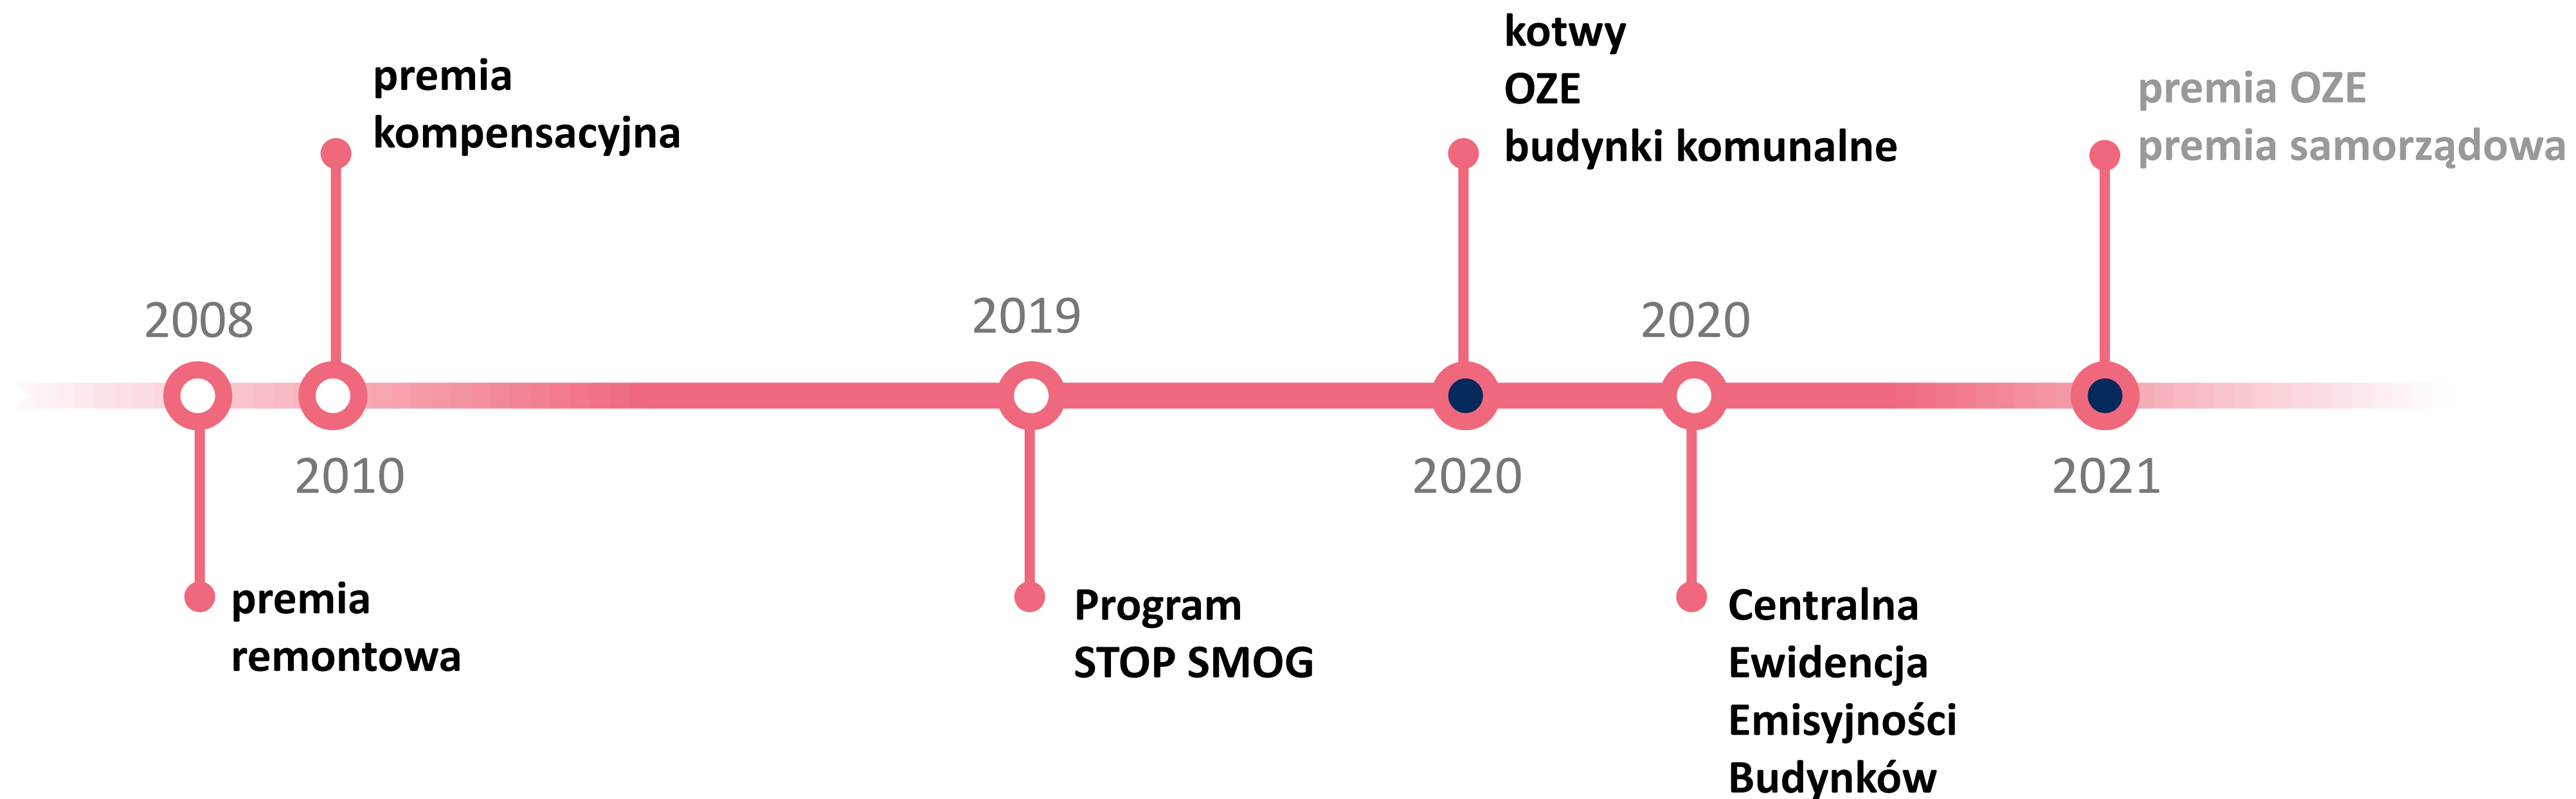 2008
premia
remontowa
premia
kompensacyjna
2010
2019
Program
STOP SMOG
kotwy
OZE
budynki komunalne
2020
2020
Centralna
Ewidencja
Emisyjności
Budynków
premia OZE
premia samorządowa
2021